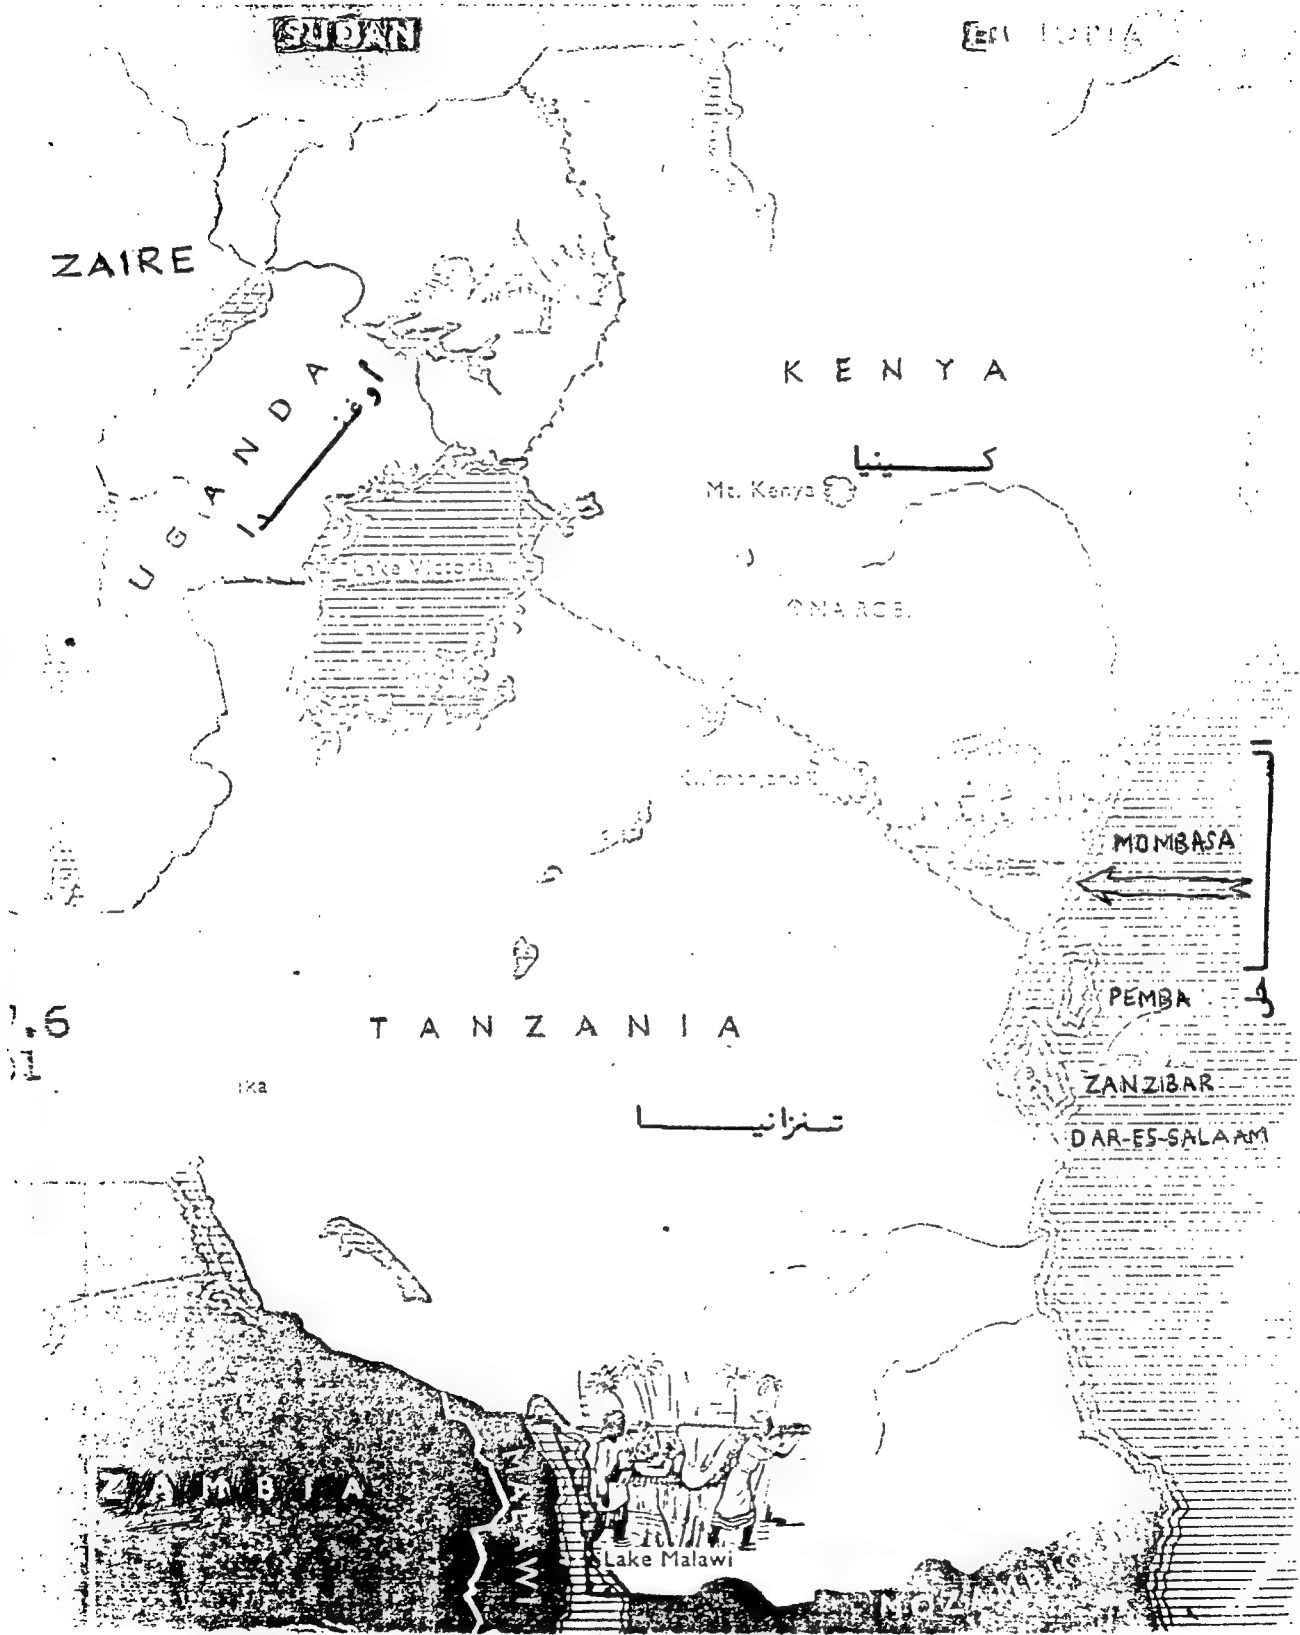 SUDAN
ZAIRE
KENYA
كينيا
UGANDA
اوغندا
Mt. Kenya
Lake Victoria
MOMBASA
PEMBA
TANZANIA
ZANZIBAR
تنزانيا
DAR-ES-SALAAM
ZAMBIA
MALAWI
Lake Malawi